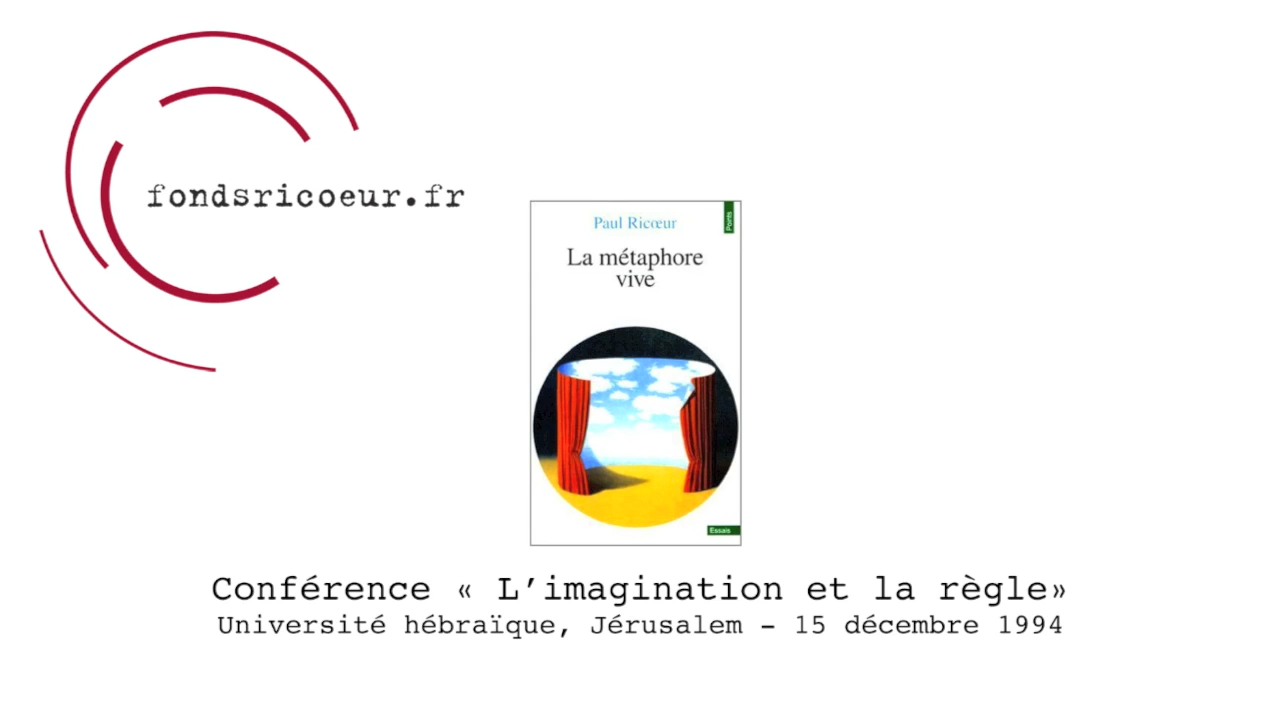 fondsricoeur.fr
Paul Ricœur
Points
La métaphore
vive
Essais
Conférence « L’imagination et la règle»
Université hébraïque, Jérusalem – 15 décembre 1994